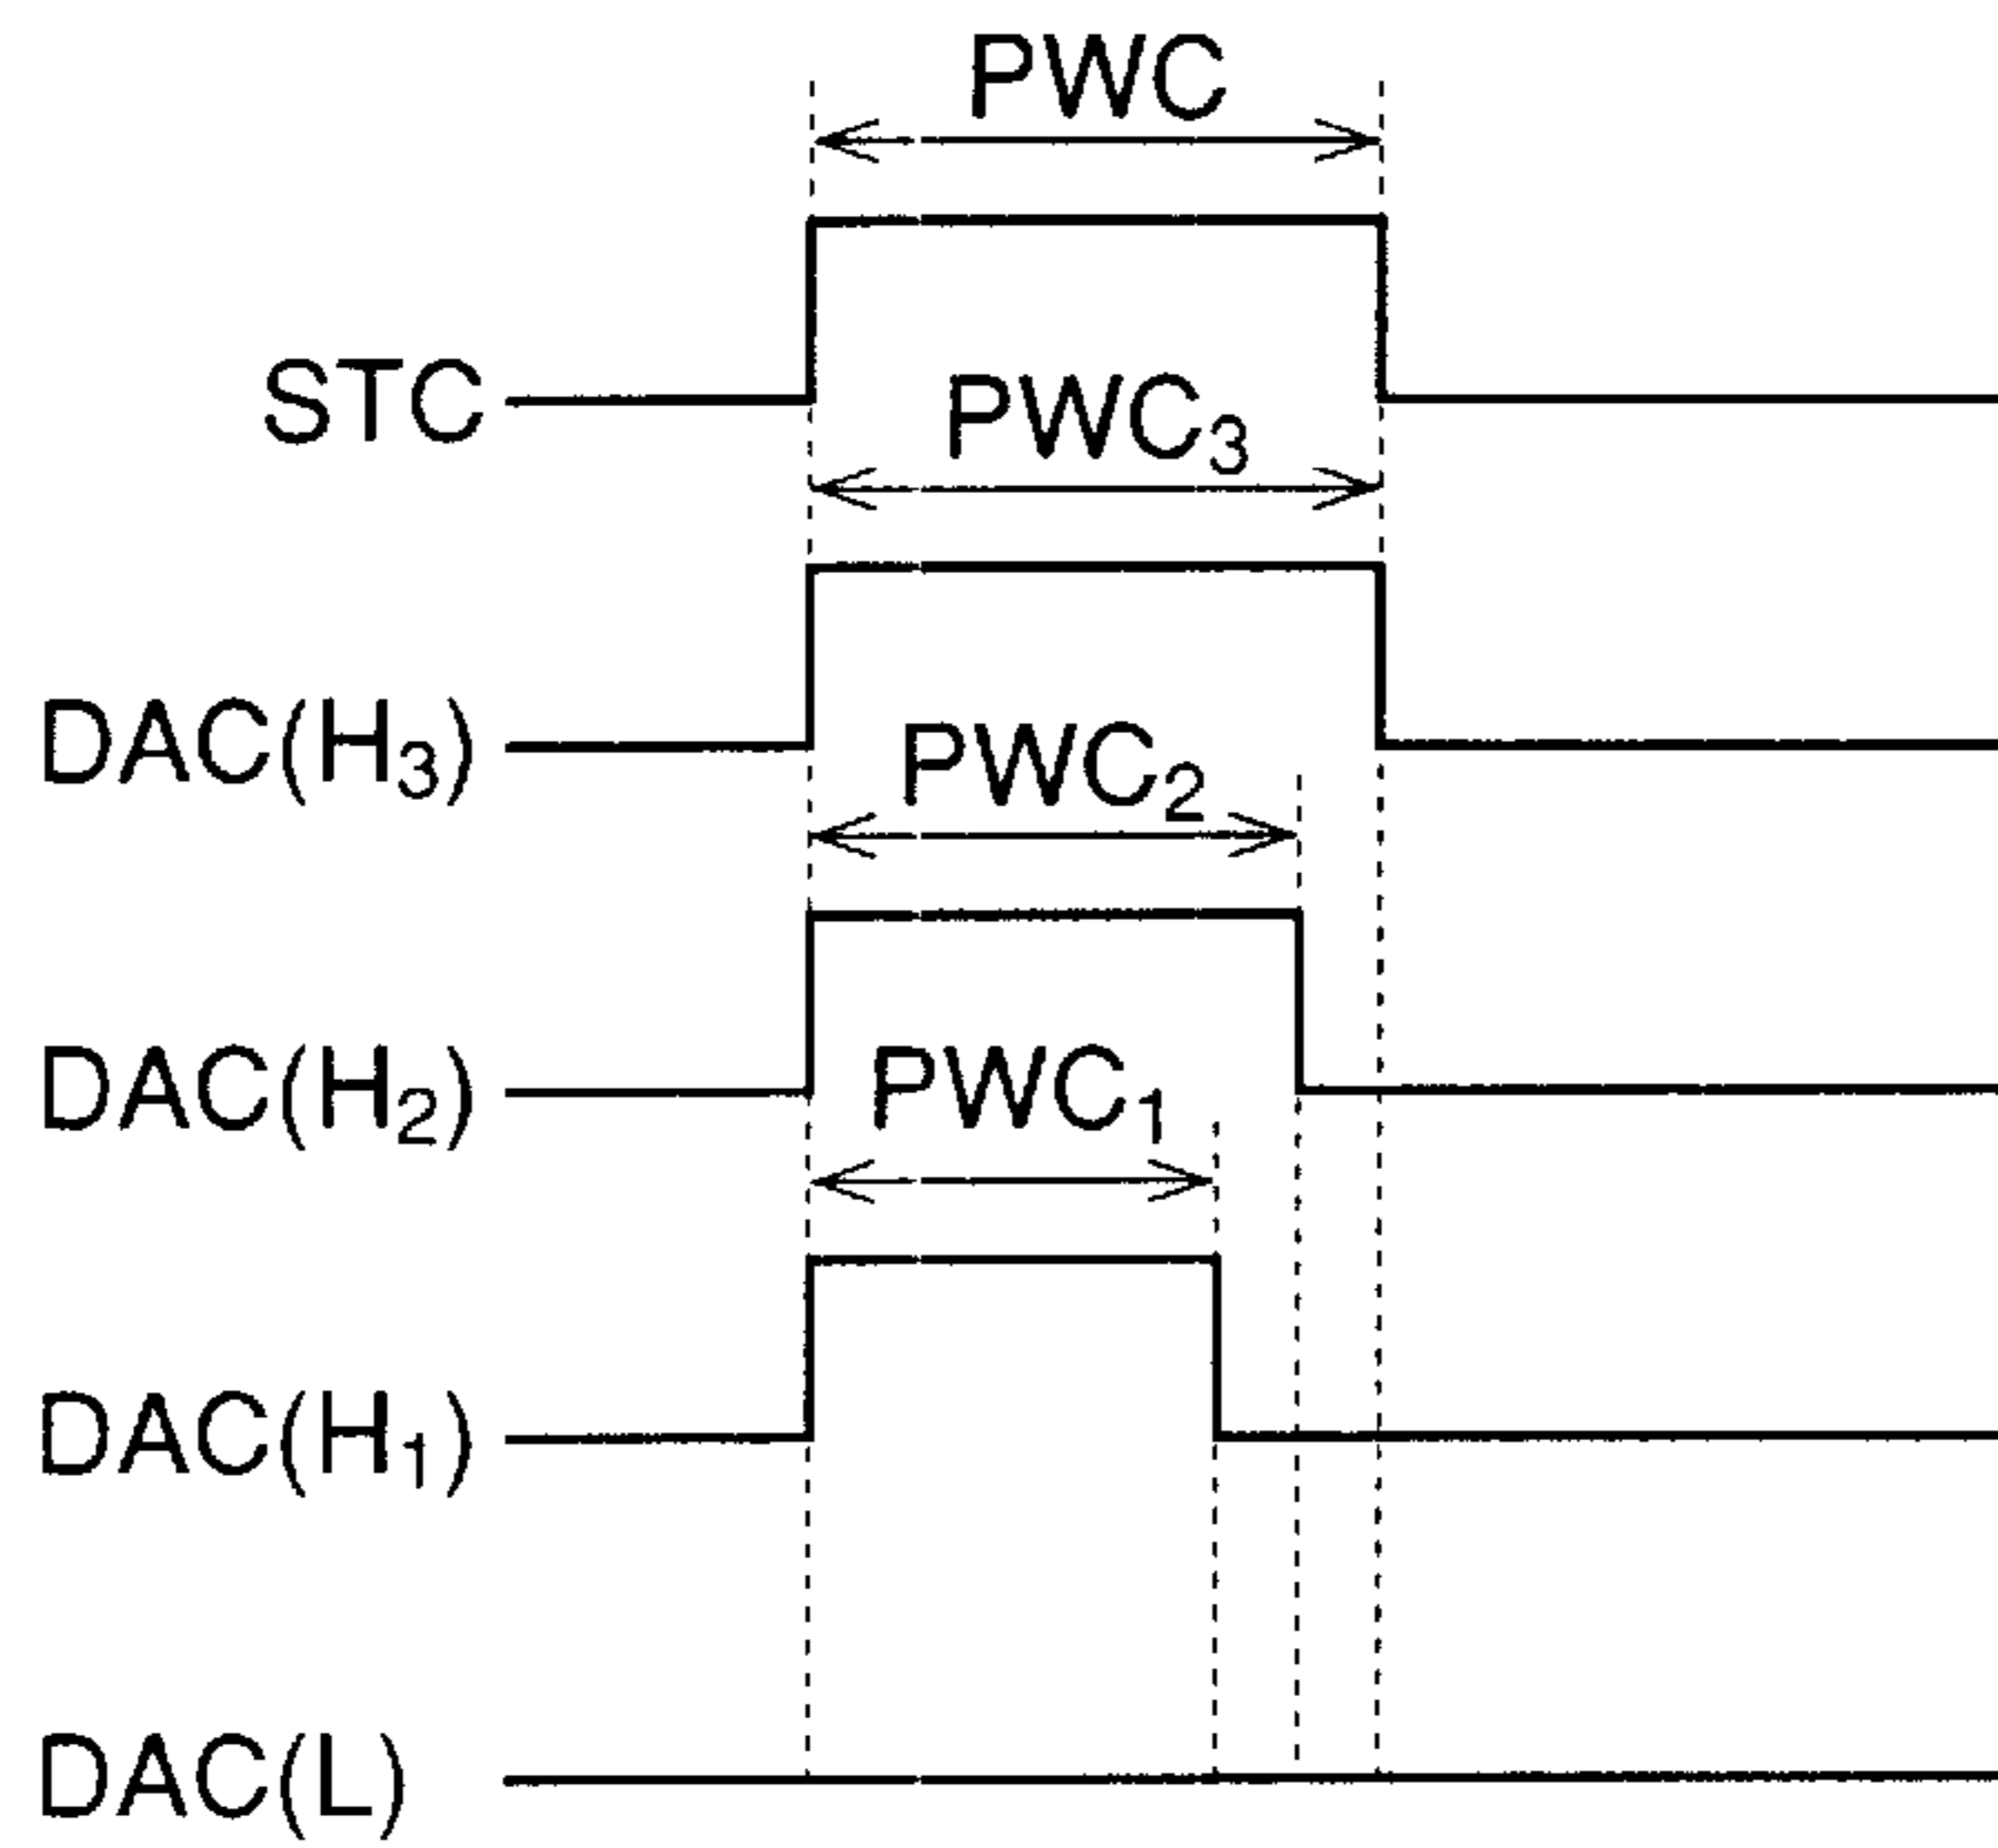 PWC
STC
PWC₃
DAC(H₃)
PWC₂
DAC(H₂)
PWC₁
DAC(H₁)
DAC(L)